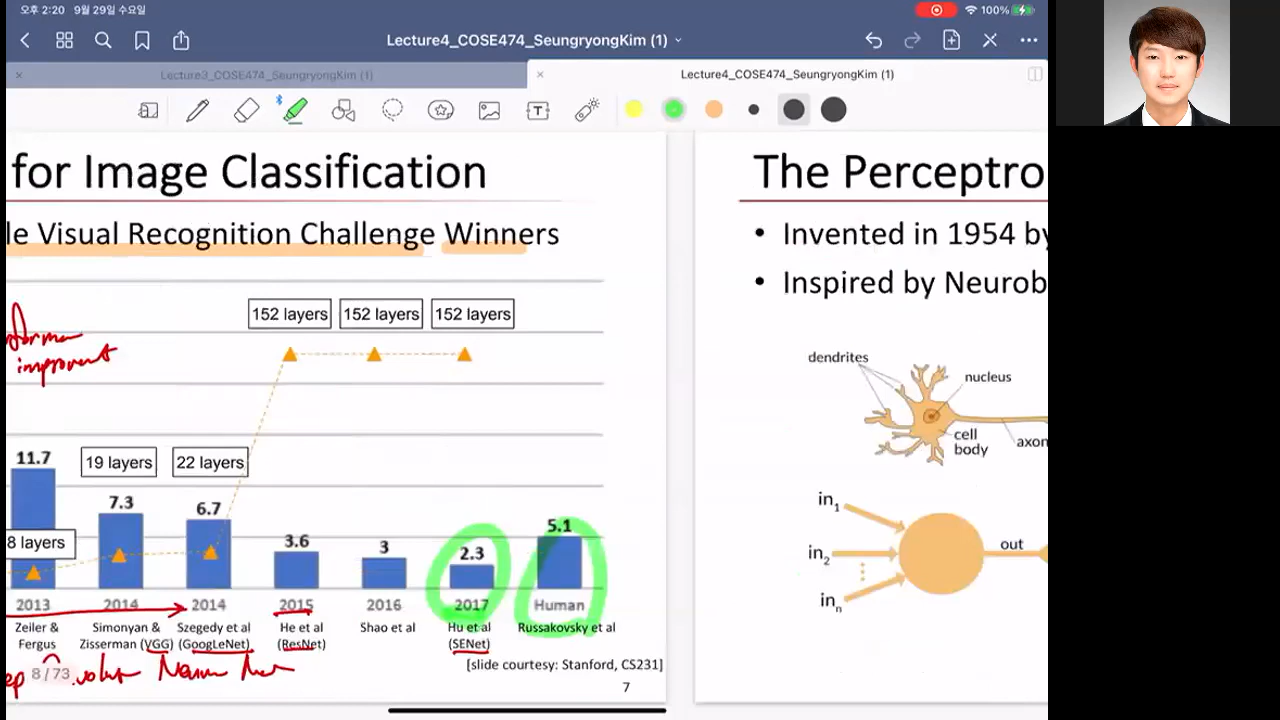 오후 2:20 9월 29일 수요일
100%
Lecture4_COSE474_SeungryongKim (1)
Lecture3_COSE474_SeungryongKim (1)
Lecture4_COSE474_SeungryongKim (1)
for Image Classification
le Visual Recognition Challenge Winners
improvent
152 layers 152 layers 152 layers
19 layers 22 layers
8 layers
11.7 7.3 6.7 3.6 3 2.3 5.1
2013 2014 2014 2015 2016 2017 Human
Zeiler & Fergus
Simonyan & Zisserman (VGG)
Szegedy et al (GoogLeNet)
He et al (ResNet)
Shao et al
Hu et al (SENet)
Russakovsky et al
8 / 73
[slide courtesy: Stanford, CS231]
7
The Perceptro
• Invented in 1954 by
• Inspired by Neurob
dendrites
nucleus
cell body
axon
in1
in2
inn
out